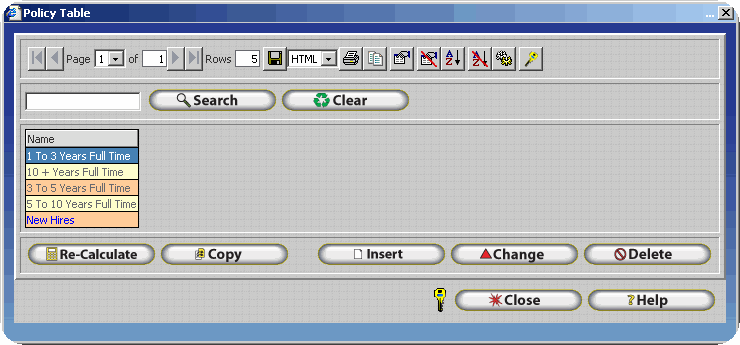 Policy Table
Page 1 of 1 Rows 5 HTML
Search Clear
Name
1 To 3 Years Full Time
10 + Years Full Time
3 To 5 Years Full Time
5 To 10 Years Full Time
New Hires
Re-Calculate Copy Insert Change Delete
Close Help